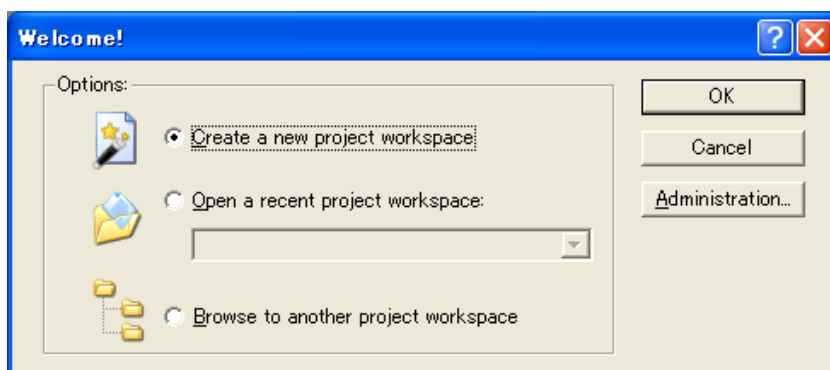 Welcome!
Options:
Create a new project workspace
Open a recent project workspace:
Browse to another project workspace
OK
Cancel
Administration...